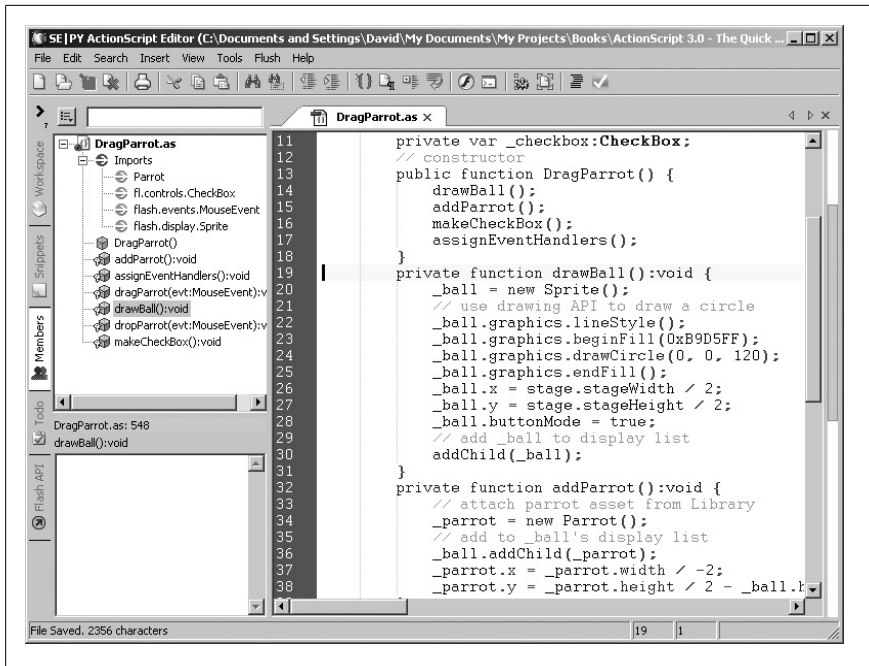 SE|PY ActionScript Editor (C:\Documents and Settings\David\My Documents\My Projects\Books\ActionScript 3.0 - The Quick ...
File Edit Search Insert View Tools Flush Help
DragParrot.as ×
Workspace
Snippets
Members
Todo
Flash API
DragParrot.as
Imports
Parrot
fl.controls.CheckBox
flash.events.MouseEvent
flash.display.Sprite
DragParrot()
addParrot():void
assignEventHandlers():void
dragParrot(evt:MouseEvent):v
drawBall():void
dropParrot(evt:MouseEvent):v
makeCheckBox():void
DragParrot.as: 548
drawBall():void
11 private var _checkbox:CheckBox;
12 // constructor
13 public function DragParrot() {
14 drawBall();
15 addParrot();
16 makeCheckBox();
17 assignEventHandlers();
18 }
19 private function drawBall():void {
20 _ball = new Sprite();
21 // use drawing API to draw a circle
22 _ball.graphics.lineStyle();
23 _ball.graphics.beginFill(0xB9D5FF);
24 _ball.graphics.drawCircle(0, 0, 120);
25 _ball.graphics.endFill();
26 _ball.x = stage.stageWidth / 2;
27 _ball.y = stage.stageHeight / 2;
28 _ball.buttonMode = true;
29 // add _ball to display list
30 addChild(_ball);
31 }
32 private function addParrot():void {
33 // attach parrot asset from Library
34 _parrot = new Parrot();
35 // add to _ball's display list
36 _ball.addChild(_parrot);
37 _parrot.x = _parrot.width / -2;
38 _parrot.y = _parrot.height / 2 - _ball.h
File Saved. 2356 characters
19 1